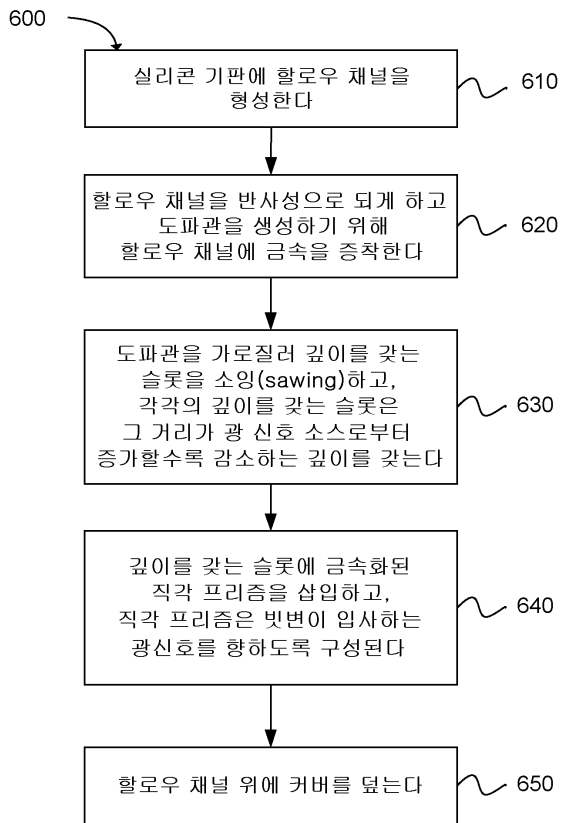 600
실리콘 기판에 할로우 채널을
형성한다
610
할로우 채널을 반사성으로 되게 하고
도파관을 생성하기 위해
할로우 채널에 금속을 증착한다
620
도파관을 가로질러 깊이를 갖는
슬롯을 소잉(sawing)하고,
각각의 깊이를 갖는 슬롯은
그 거리가 광 신호 소스로부터
증가할수록 감소하는 깊이를 갖는다
630
깊이를 갖는 슬롯에 금속화된
직각 프리즘을 삽입하고,
직각 프리즘은 빗변이 입사하는
광신호를 향하도록 구성된다
640
할로우 채널 위에 커버를 덮는다
650